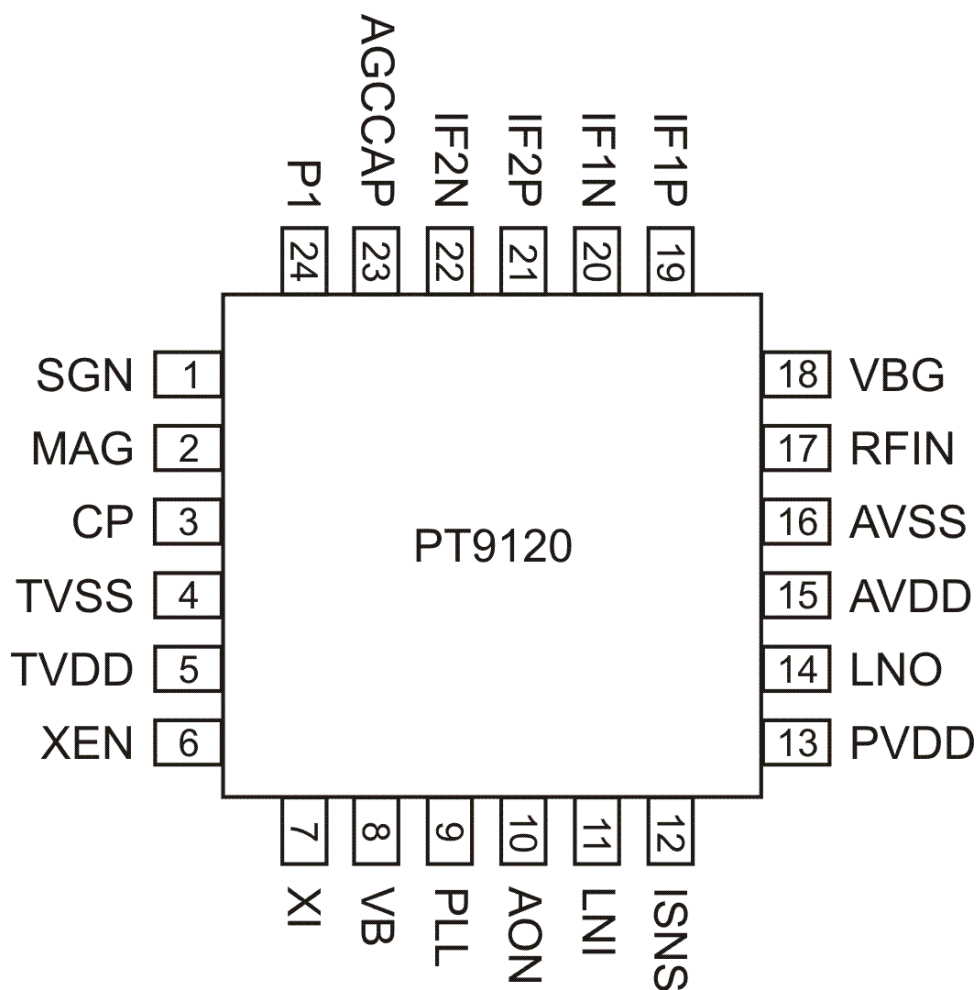 P1
24
AGCCAP
23
IF2N
22
IF2P
21
IF1N
20
IF1P
19
SGN 1
MAG 2
CP 3
TVSS 4
TVDD 5
XEN 6
PT9120
18 VBG
17 RFIN
16 AVSS
15 AVDD
14 LNO
13 PVDD
7
XI
8
VB
9
PLL
10
AON
11
LNI
12
ISNS